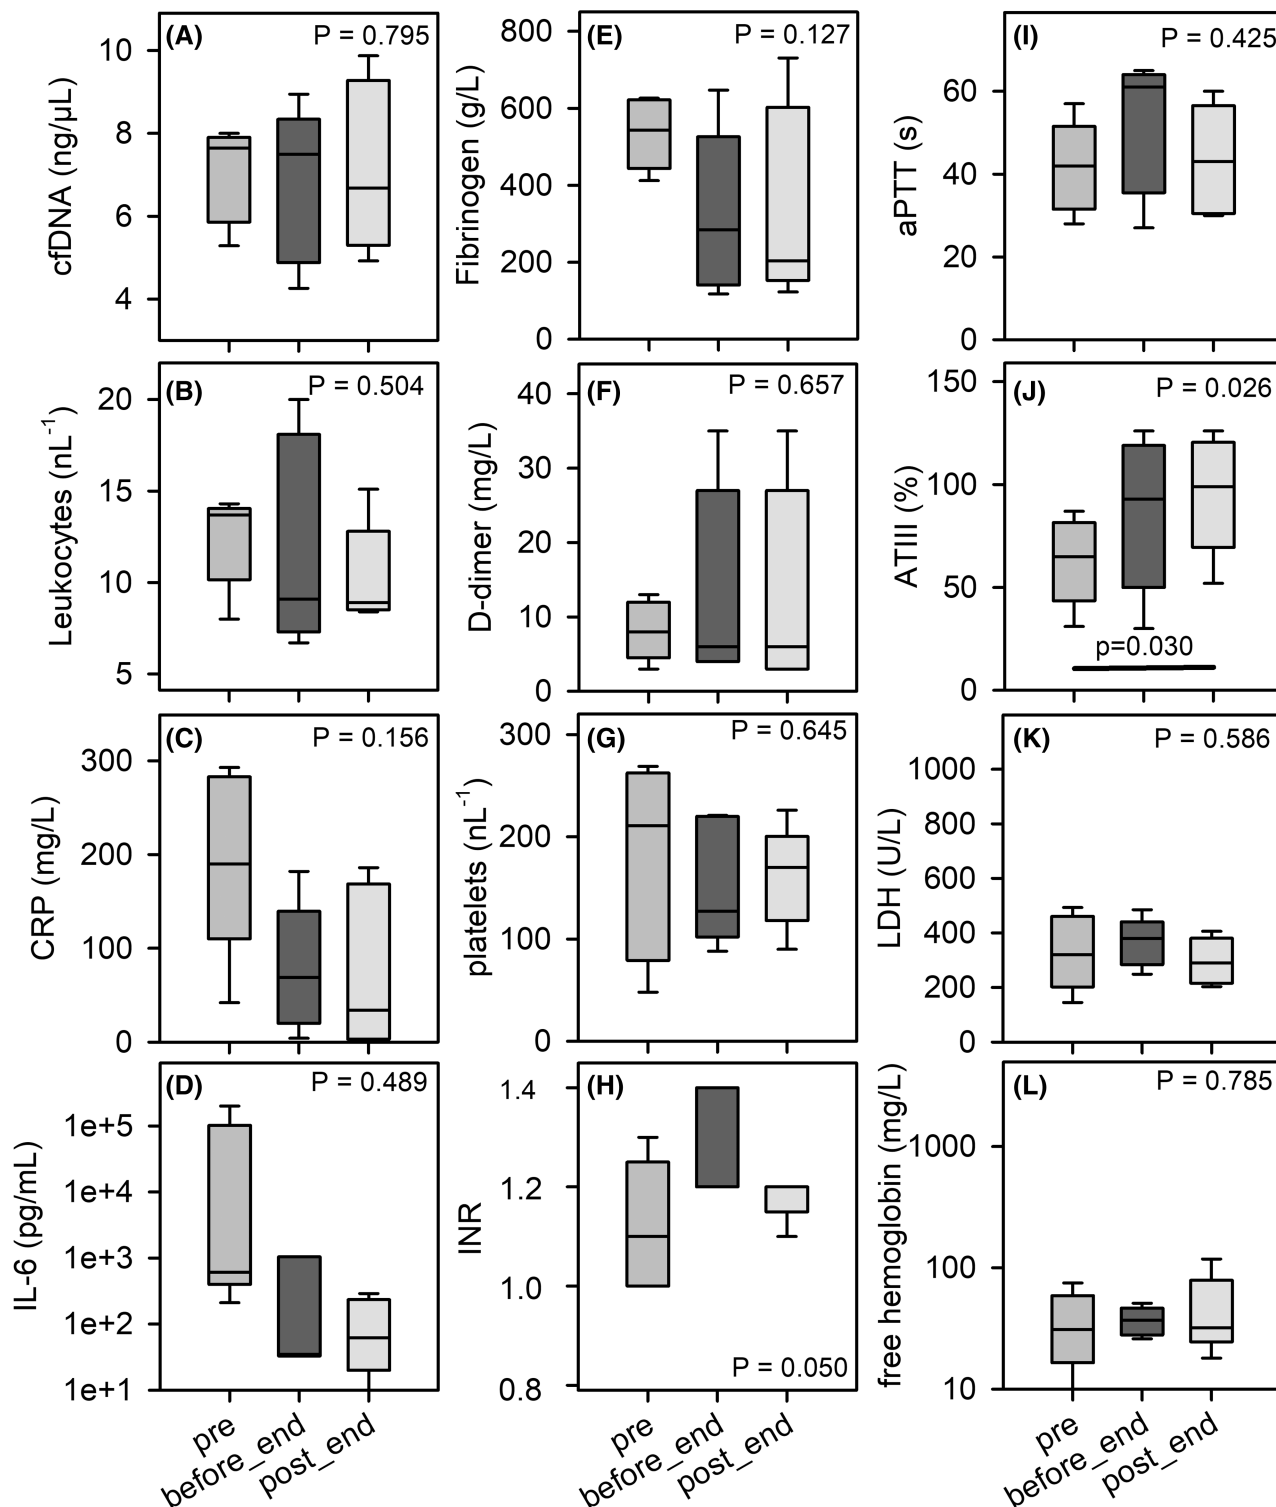 (A) P = 0.795
cfDNA (ng/µL)
10
8
6
4
(E) P = 0.127
Fibrinogen (g/L)
800
600
400
200
0
(I) P = 0.425
aPTT (s)
60
40
20
0
(B) P = 0.504
Leukocytes (nL⁻¹)
20
15
10
5
(F) P = 0.657
D-dimer (mg/L)
40
30
20
10
0
(J) P = 0.026
ATIII (%)
150
100
50
0
p=0.030
(C) P = 0.156
CRP (mg/L)
300
200
100
0
(G) P = 0.645
platelets (nL⁻¹)
300
200
100
0
(K) P = 0.586
LDH (U/L)
1000
800
600
400
200
0
(D) P = 0.489
IL-6 (pg/mL)
1e+5
1e+4
1e+3
1e+2
1e+1
pre
before_end
post_end
(H)
INR
1.4
1.2
1.0
0.8
P = 0.050
pre
before_end
post_end
(L) P = 0.785
free hemoglobin (mg/L)
1000
100
10
pre
before_end
post_end